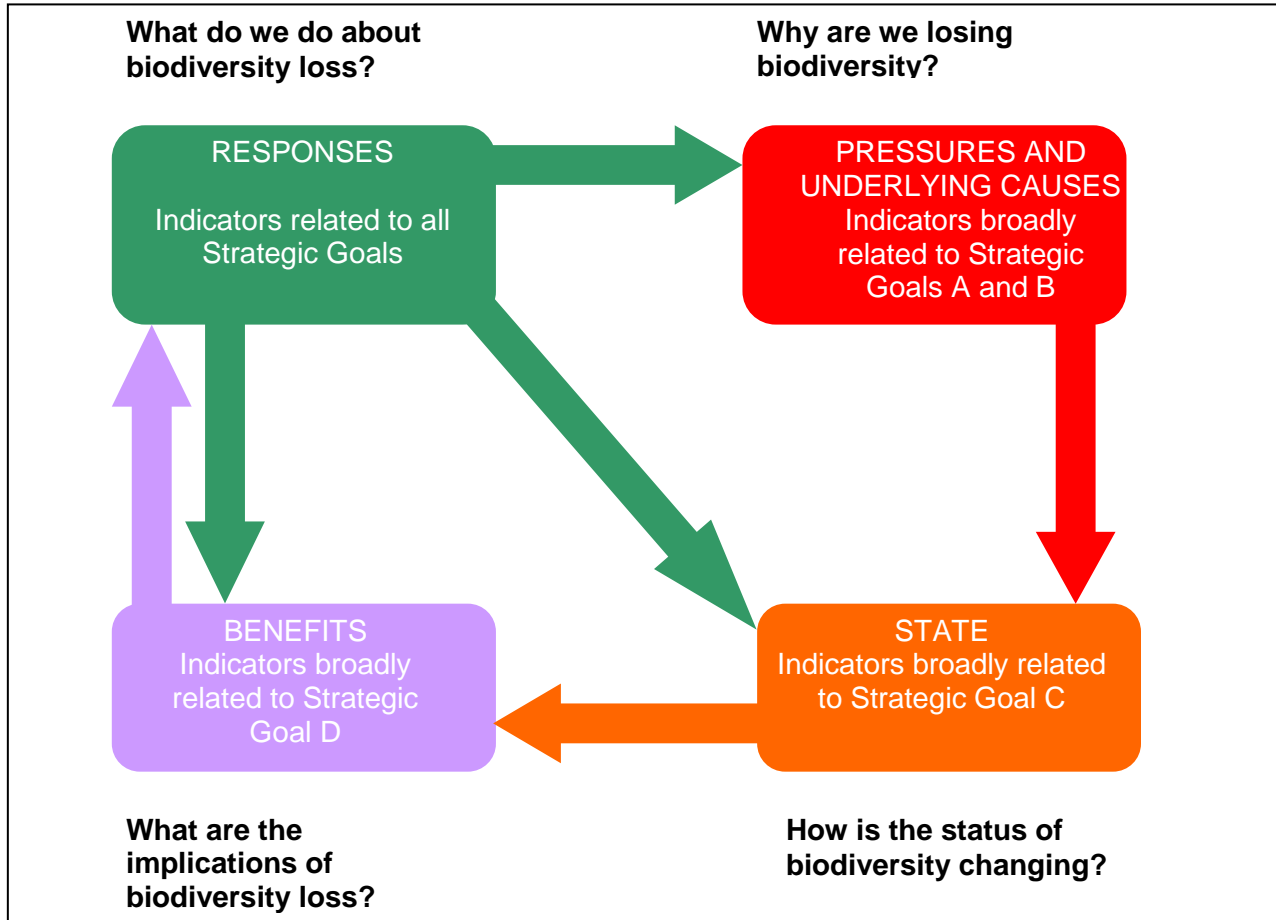 What do we do about
biodiversity loss?
Why are we losing
biodiversity?
RESPONSES
Indicators related to all
Strategic Goals
PRESSURES AND
UNDERLYING CAUSES
Indicators broadly
related to Strategic
Goals A and B
BENEFITS
Indicators broadly
related to Strategic
Goal D
STATE
Indicators broadly related
to Strategic Goal C
What are the
implications of
biodiversity loss?
How is the status of
biodiversity changing?